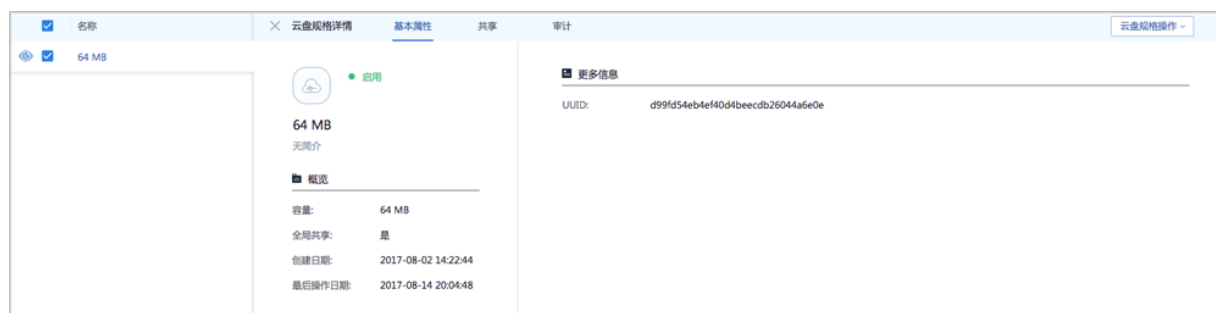 名称
64 MB
云盘规格详情 基本属性 共享 审计 云盘规格操作
启用
64 MB
无简介
概览
容量: 64 MB
全局共享: 是
创建日期: 2017-08-02 14:22:44
最后操作日期: 2017-08-14 20:04:48
更多信息
UUID: d99fd54eb4ef40d4beecdb26044a6e0e